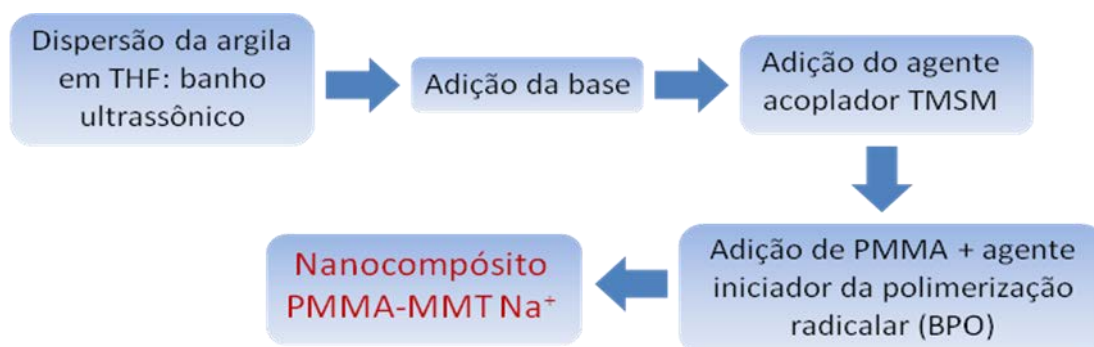 Dispersão da argila
em THF: banho
ultrassônico
Adição da base
Adição do agente
acoplador TMSM
Adição de PMMA + agente
iniciador da polimerização
radicalar (BPO)
Nanocompósito
PMMA-MMT Na⁺